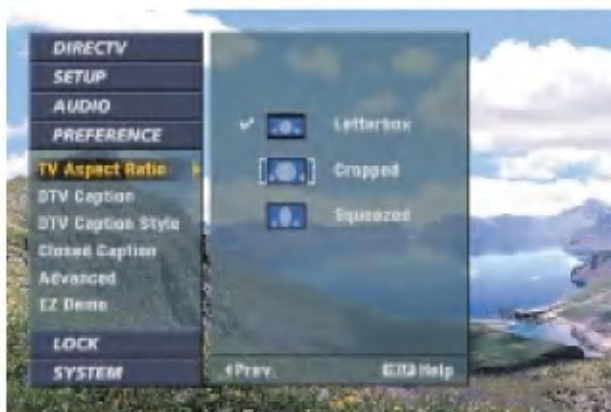 DIRECTV
SETUP
AUDIO
PREFERENCE
TV Aspect Ratio
DTV Caption
DTV Caption Style
Closed Caption
Advanced
EZ Demo
LOCK
SYSTEM
Letterbox
Cropped
Squeezed
Prev.
Help